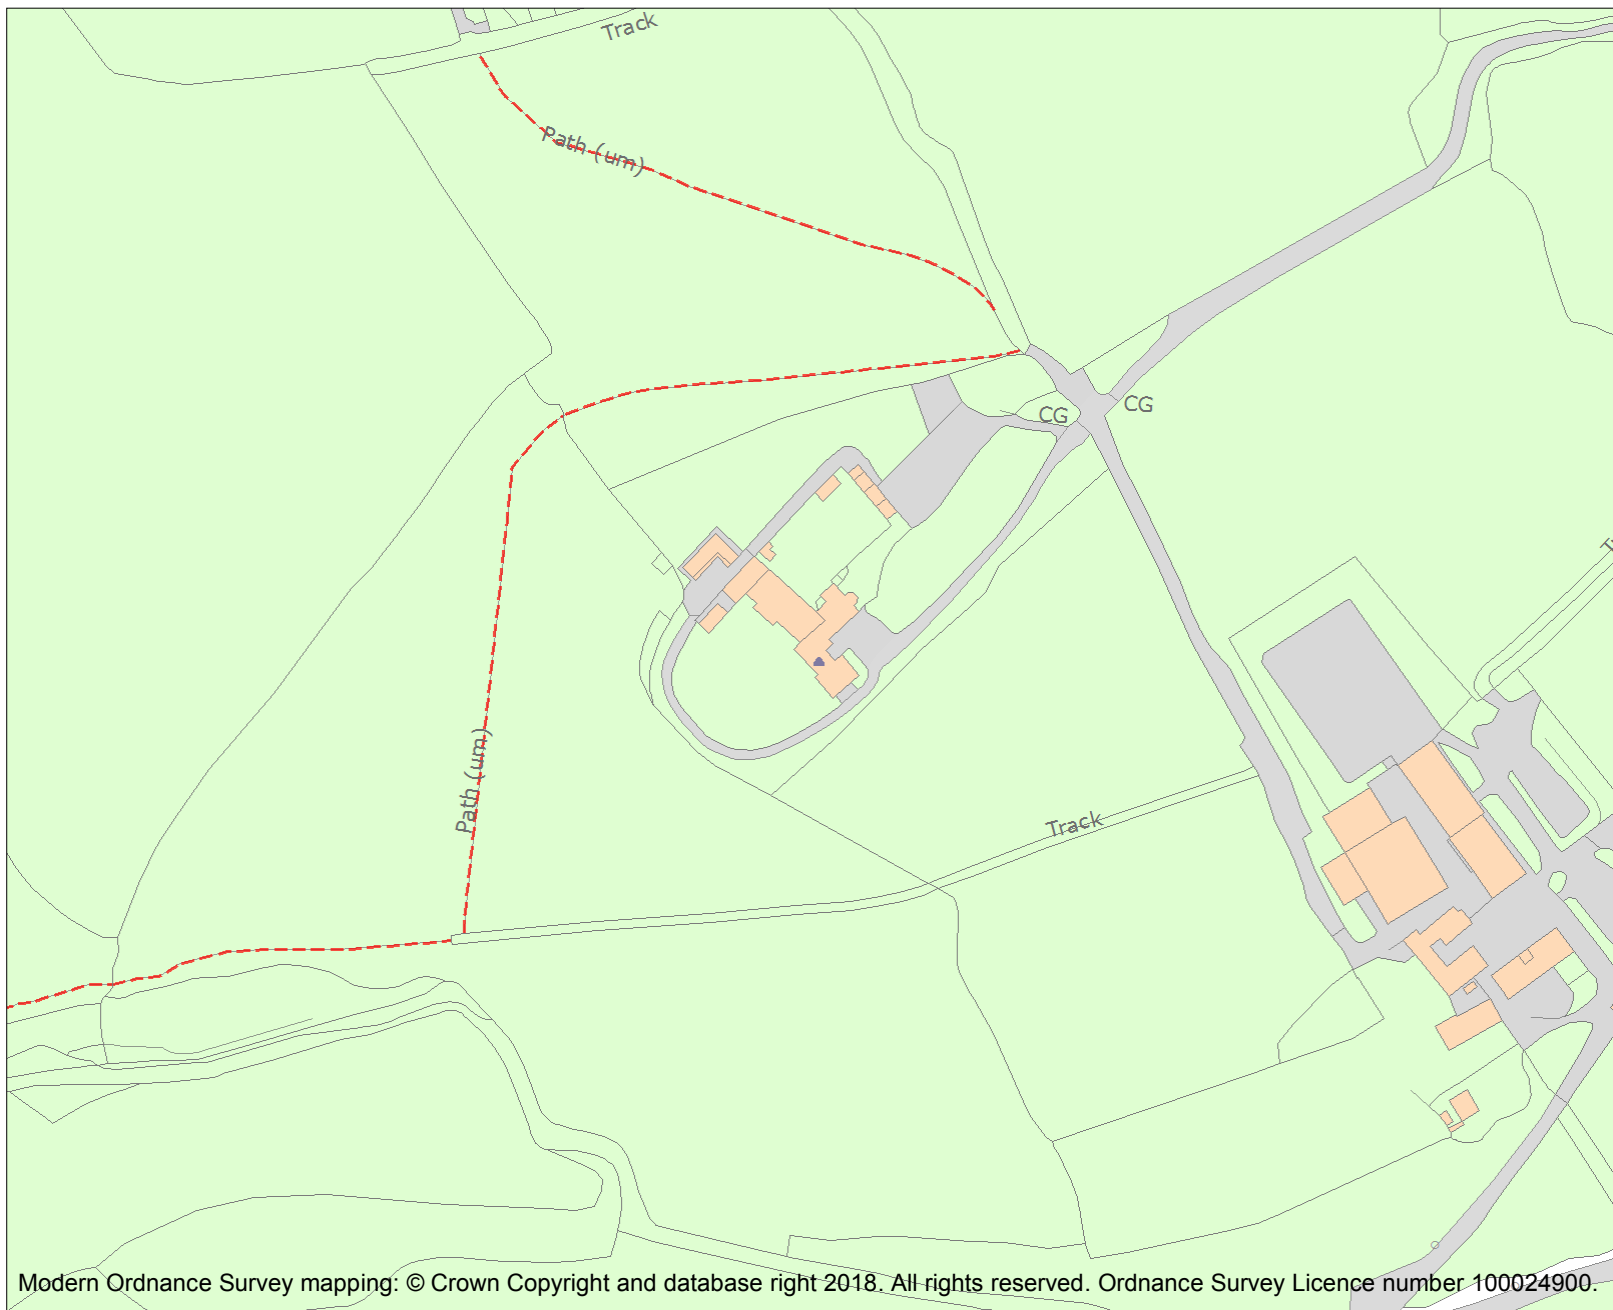 Track
Path (um)
CG
CG
Path (um)
Track
Modern Ordnance Survey mapping: © Crown Copyright and database right 2018. All rights reserved. Ordnance Survey Licence number 100024900.